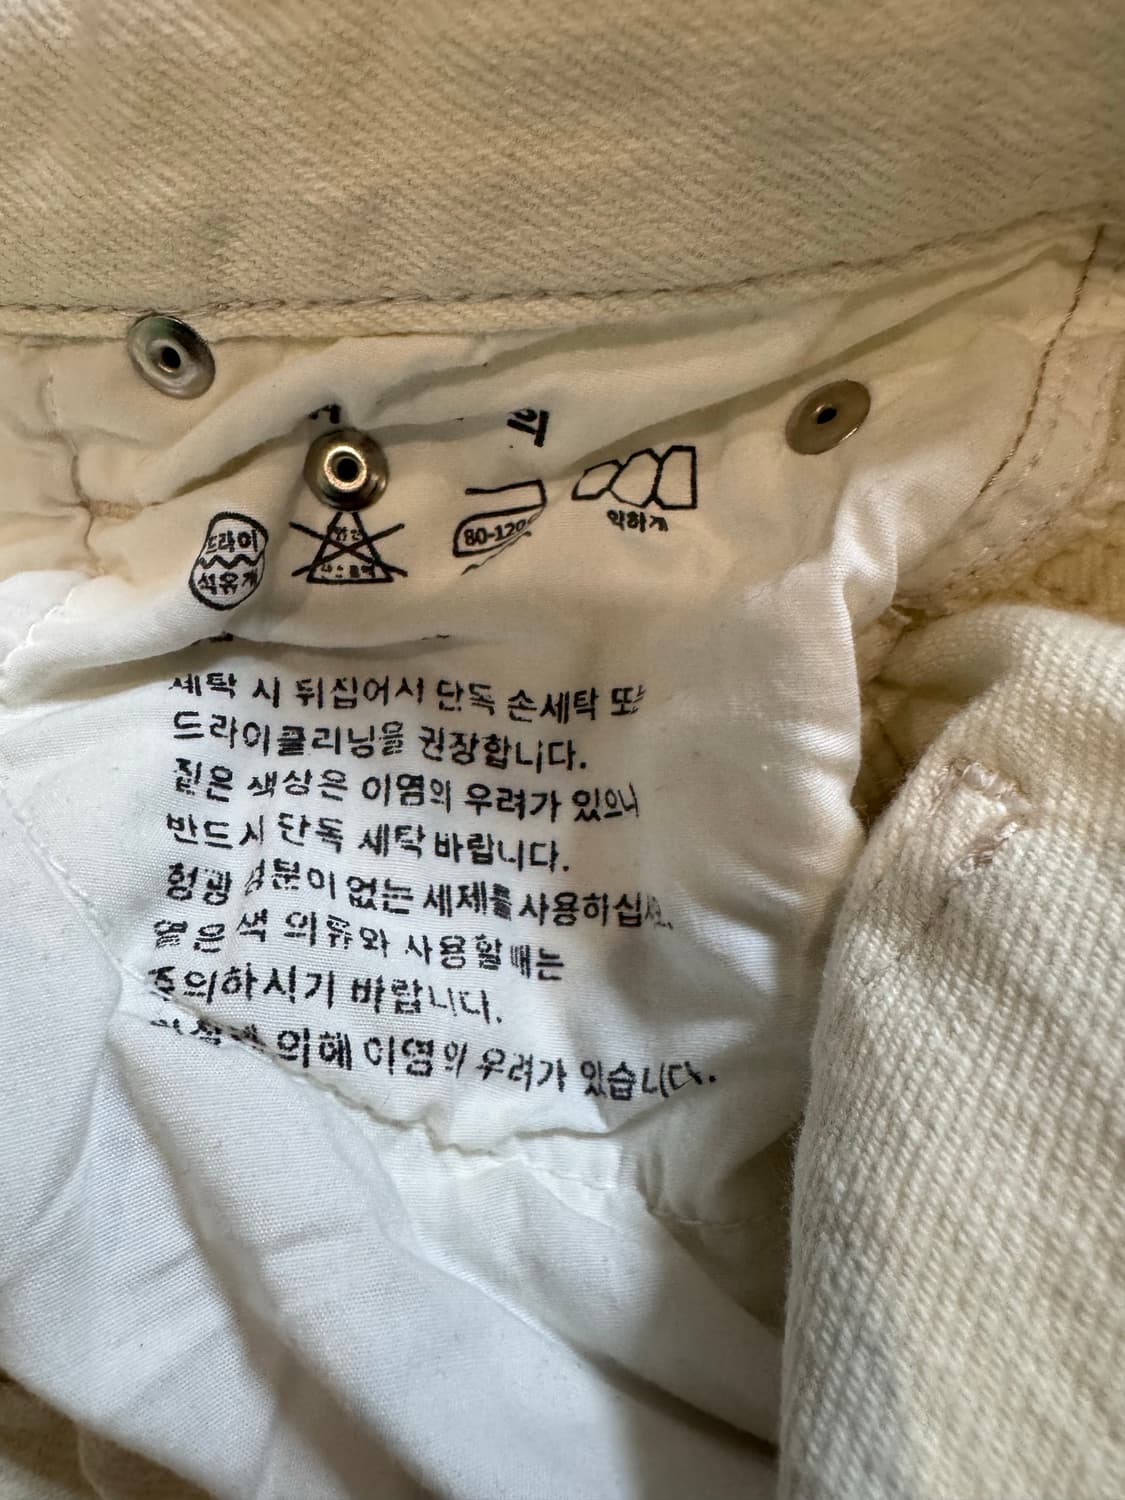 의
드라이
석유계
80-120
약하게
세탁 시 뒤집어서 단독 손세탁 또
드라이클리닝을 권장합니다.
짙은 색상은 이염의 우려가 있으니
반드시 단독 세탁 바랍니다.
형광 성분이 없는 세제를 사용하십시
옅은 색 의류와 사용할때는
주의하시기 바랍니다.
의해 이염의 우려가 있습니다.